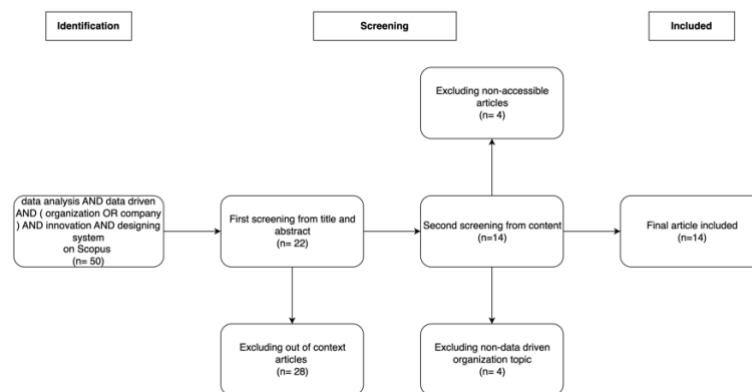 Identification
Screening
Included
Excluding non-accessible
articles
(n= 4)
data analysis AND data driven
AND ( organization OR company
) AND innovation AND designing
system
on Scopus
(n= 50)
First screening from title and
abstract
(n= 22)
Second screening from content
(n=14)
Final article included
(n=14)
Excluding out of context
articles
(n= 28)
Excluding non-data driven
organization topic
(n= 4)